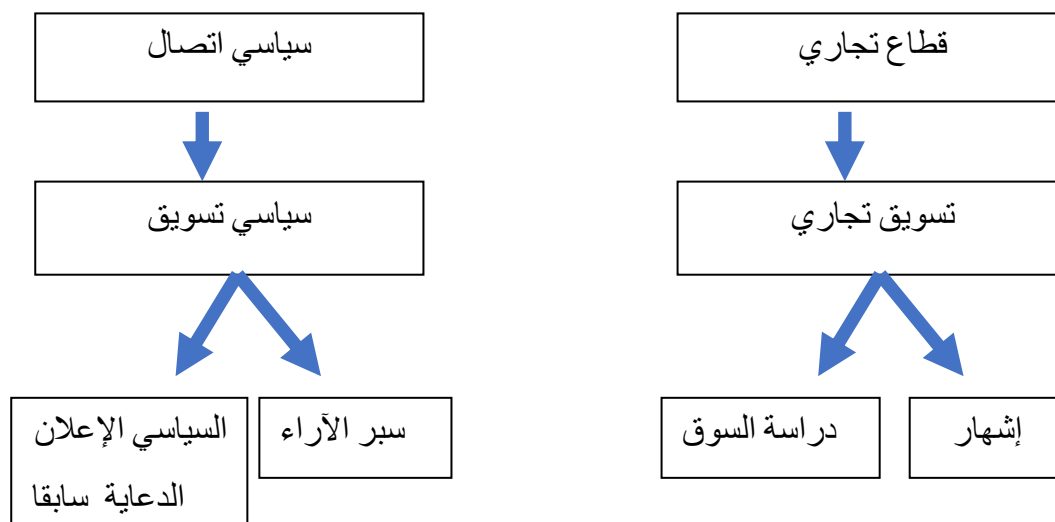 قطاع تجاري
سياسي اتصال
تسويق تجاري
سياسي تسويق
إشهار
دراسة السوق
سبر الآراء
السياسي الإعلان
الدعاية سابقا